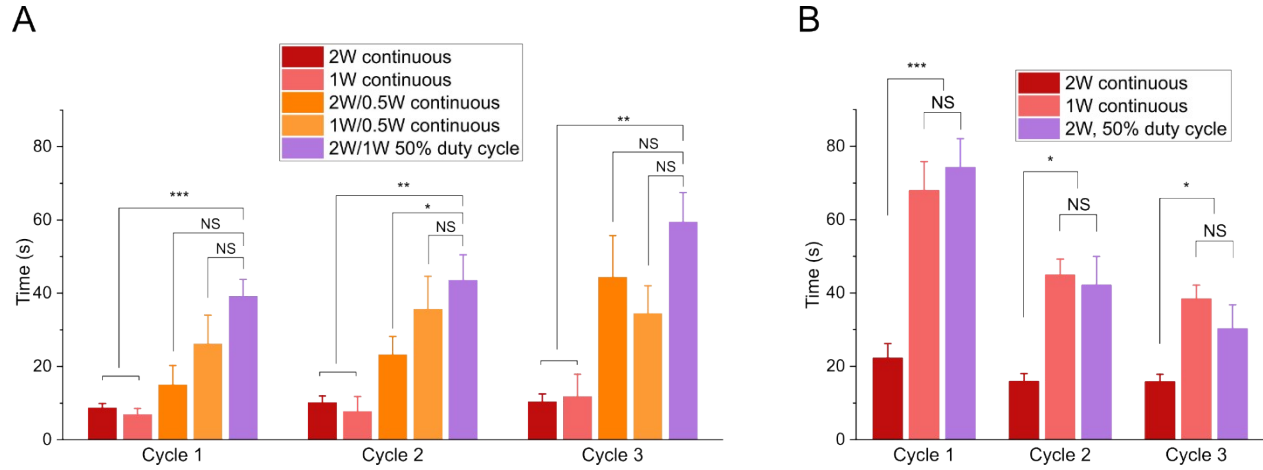 A
2W continuous
1W continuous
2W/0.5W continuous
1W/0.5W continuous
2W/1W 50% duty cycle
Time (s)
80
60
40
20
0
***
NS
NS
**
*
NS
**
NS
NS
Cycle 1
Cycle 2
Cycle 3
B
2W continuous
1W continuous
2W, 50% duty cycle
Time (s)
80
60
40
20
0
***
NS
*
NS
*
NS
Cycle 1
Cycle 2
Cycle 3